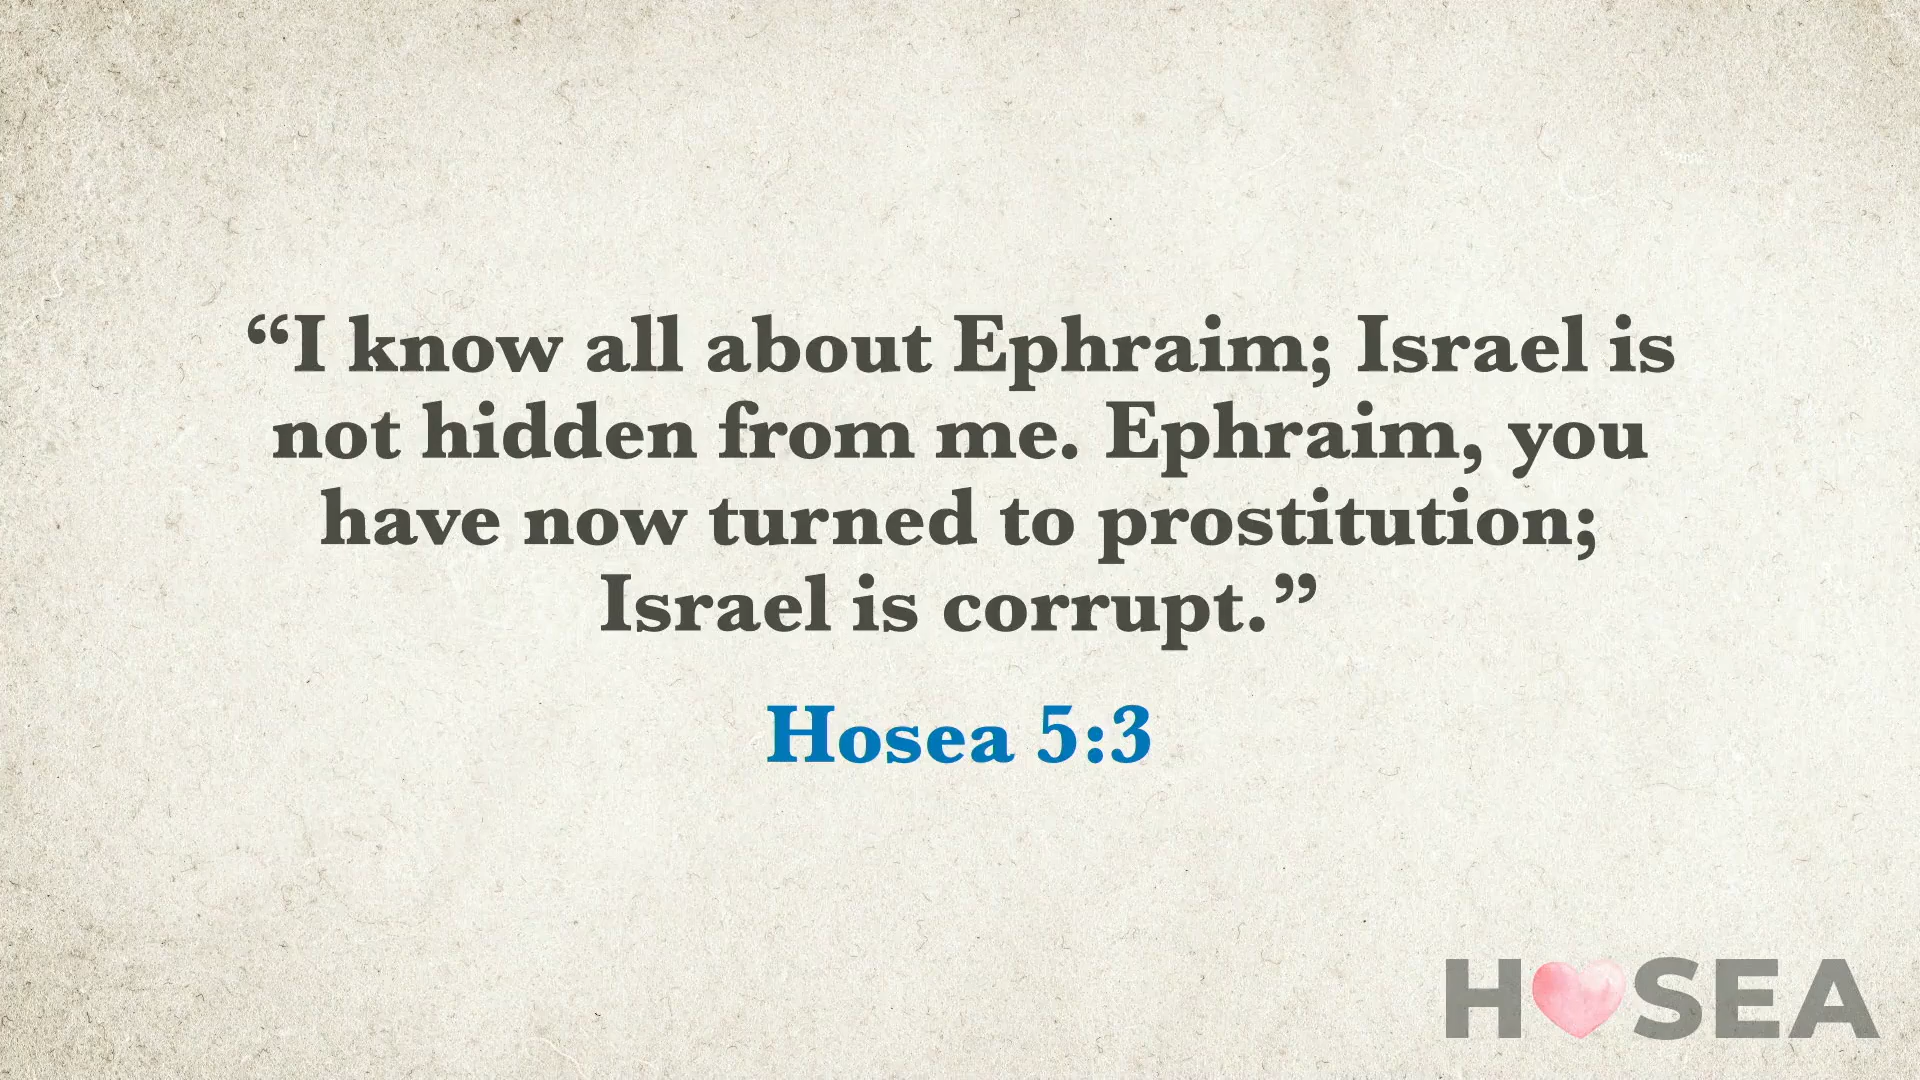 “I know all about Ephraim; Israel is
not hidden from me. Ephraim, you
have now turned to prostitution;
Israel is corrupt.”
Hosea 5:3
HOSEA